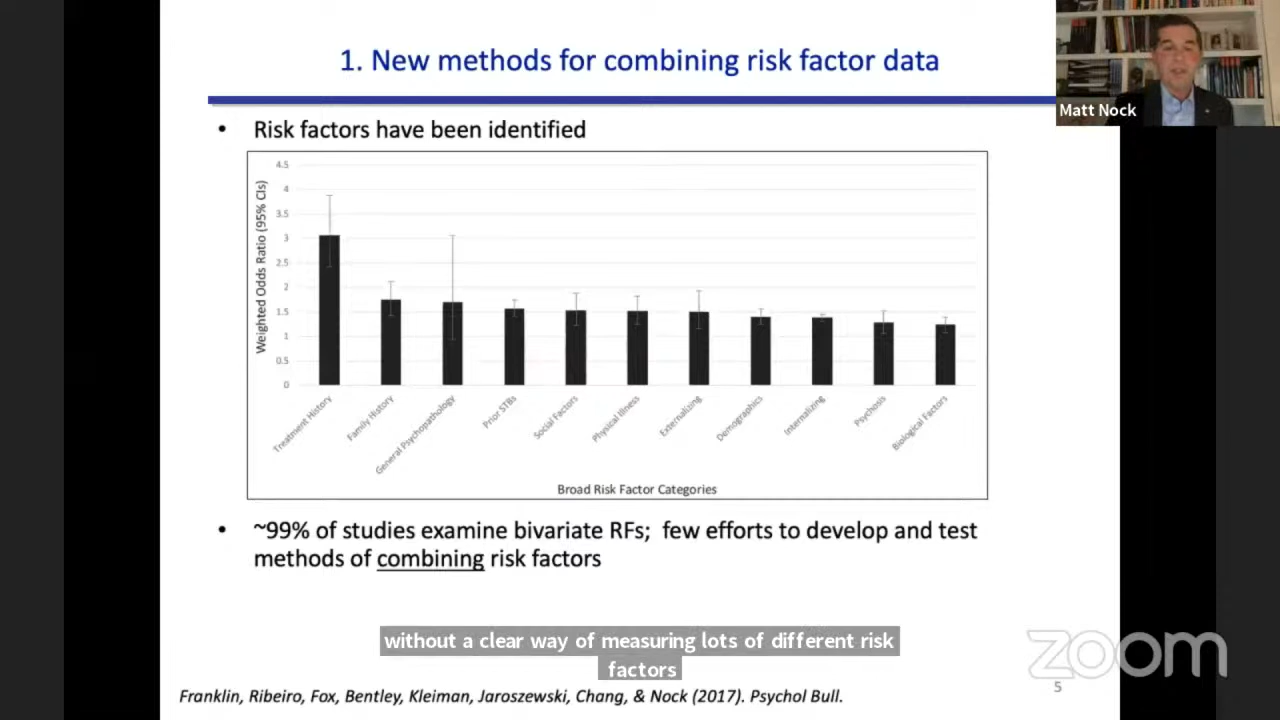 1. New methods for combining risk factor data
Matt Nock
• Risk factors have been identified
Weighted Odds Ratio (95% CIs)
4.5
4
3.5
3
2.5
2
1.5
1
0.5
0
Treatment History
Family History
General Psychopathology
Prior STBs
Social Factors
Physical Illness
Externalizing
Demographics
Internalizing
Psychosis
Biological Factors
Broad Risk Factor Categories
• ~99% of studies examine bivariate RFs; few efforts to develop and test
methods of combining risk factors
without a clear way of measuring lots of different risk
factors
zoom
5
Franklin, Ribeiro, Fox, Bentley, Kleiman, Jaroszewski, Chang, & Nock (2017). Psychol Bull.